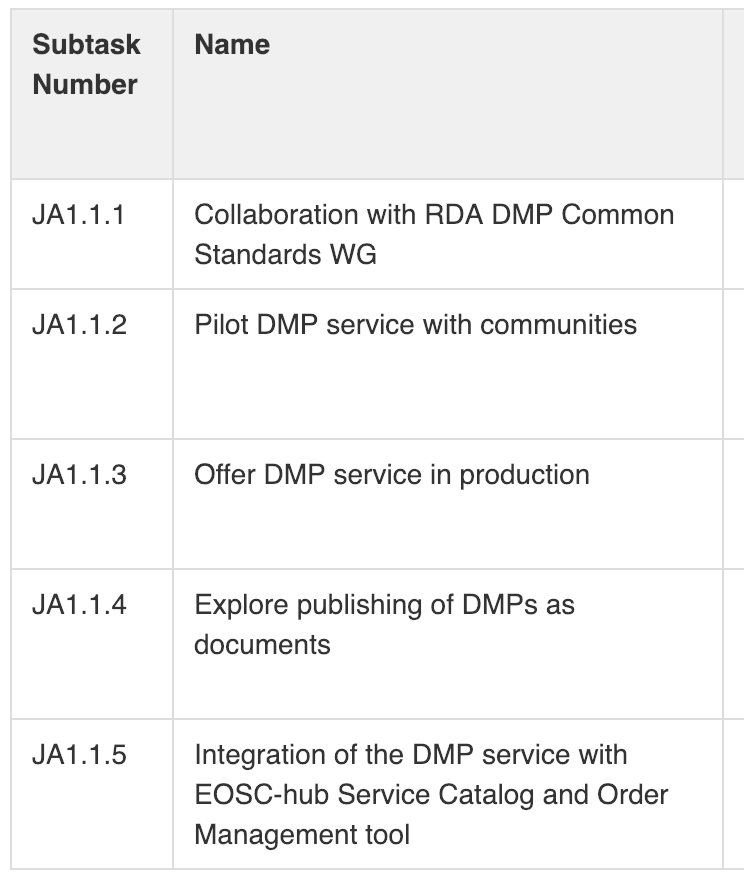 Subtask Name
Number
JA1.1.1 Collaboration with RDA DMP Common
Standards WG
JA1.1.2 Pilot DMP service with communities
JA1.1.3 Offer DMP service in production
JA1.1.4 Explore publishing of DMPs as
documents
JA1.1.5 Integration of the DMP service with
EOSC-hub Service Catalog and Order
Management tool